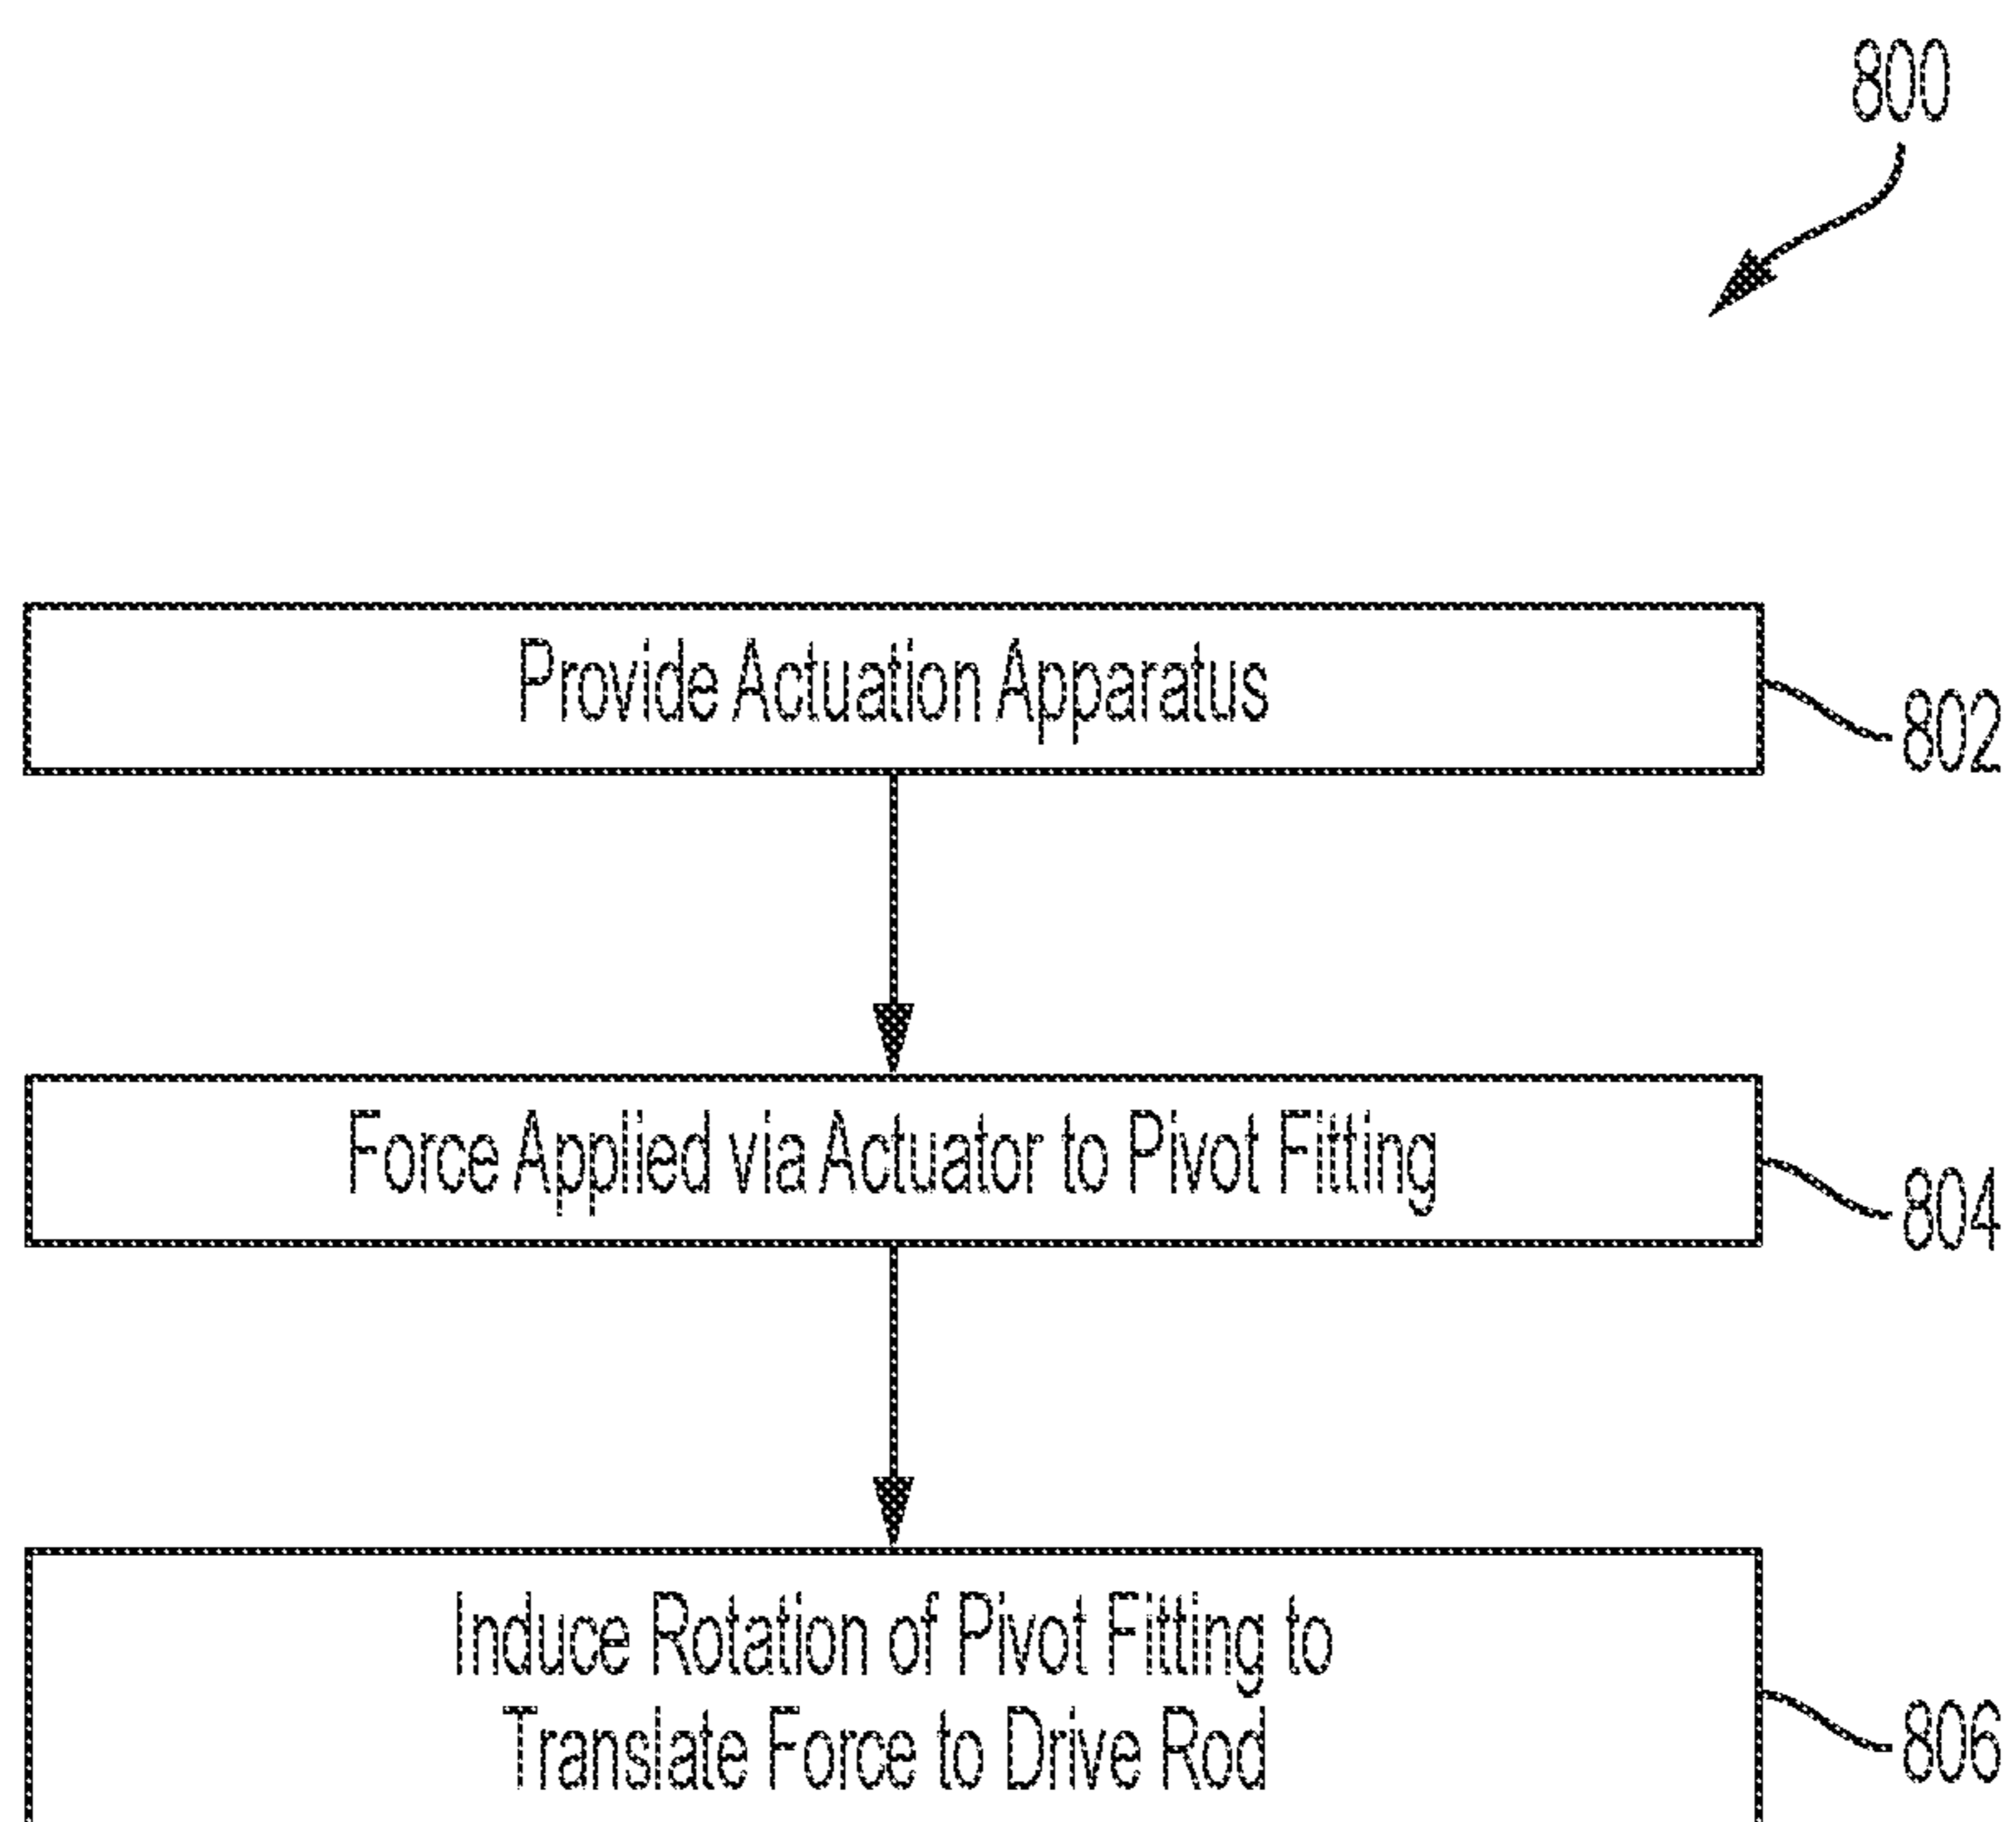 800
Provide Actuation Apparatus
802
Force Applied via Actuator to Pivot Fitting
804
Induce Rotation of Pivot Fitting to
Translate Force to Drive Rod
806